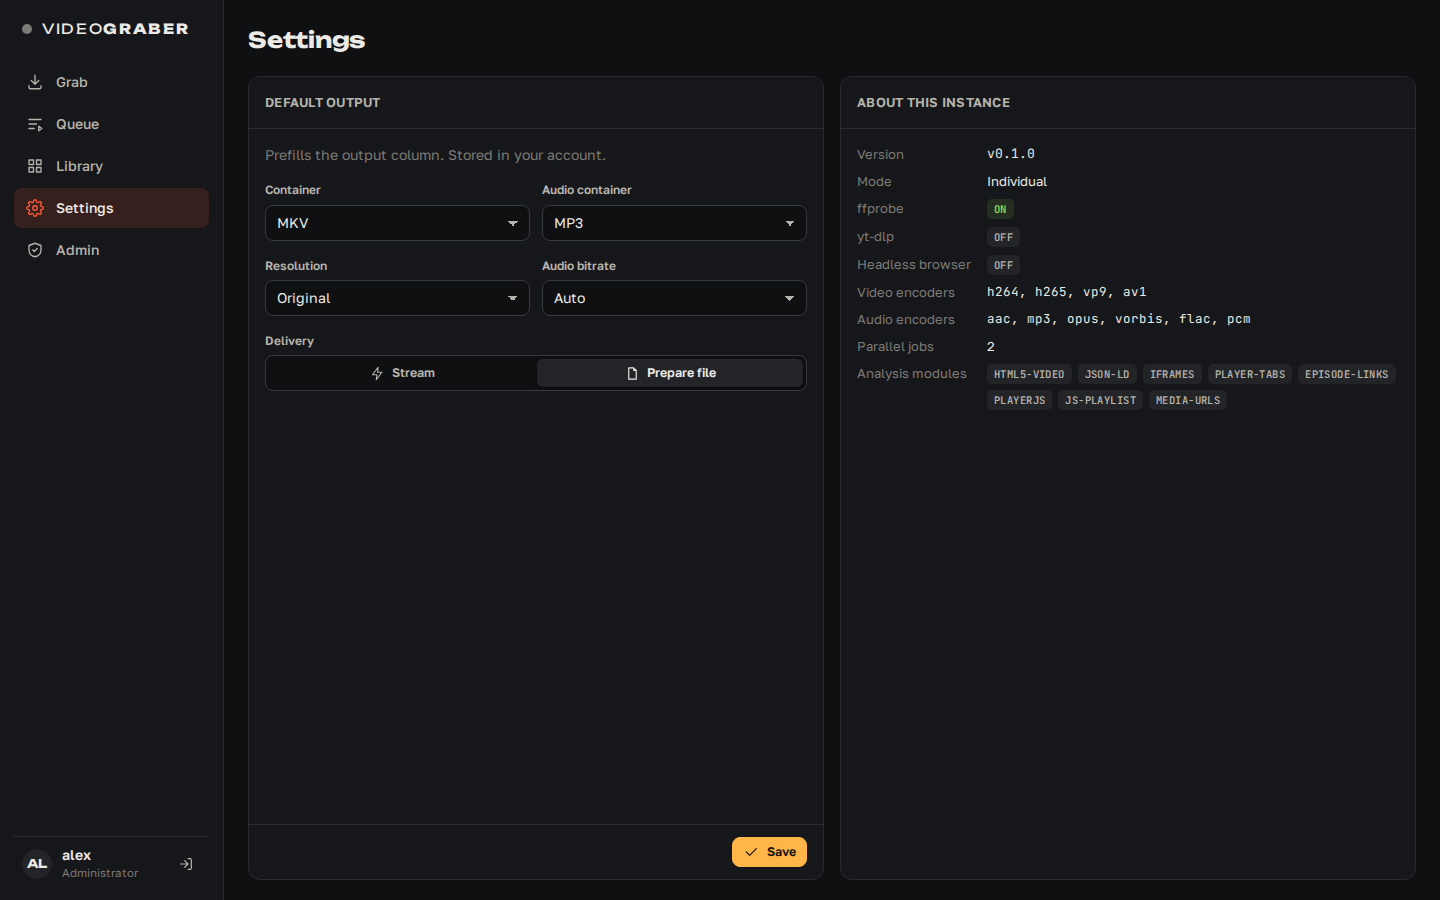 VIDEOGRABER
Grab
Queue
Library
Settings
Admin
alex
Administrator
AL
Settings
DEFAULT OUTPUT
Prefills the output column. Stored in your account.
Container
Audio container
MKV
MP3
Resolution
Audio bitrate
Original
Auto
Delivery
Stream
Prepare file
Save
ABOUT THIS INSTANCE
Version v0.1.0
Mode Individual
ffprobe ON
yt-dlp OFF
Headless browser OFF
Video encoders h264, h265, vp9, av1
Audio encoders aac, mp3, opus, vorbis, flac, pcm
Parallel jobs 2
Analysis modules HTML5-VIDEO JSON-LD IFRAMES PLAYER-TABS EPISODE-LINKS
PLAYERJS JS-PLAYLIST MEDIA-URLS